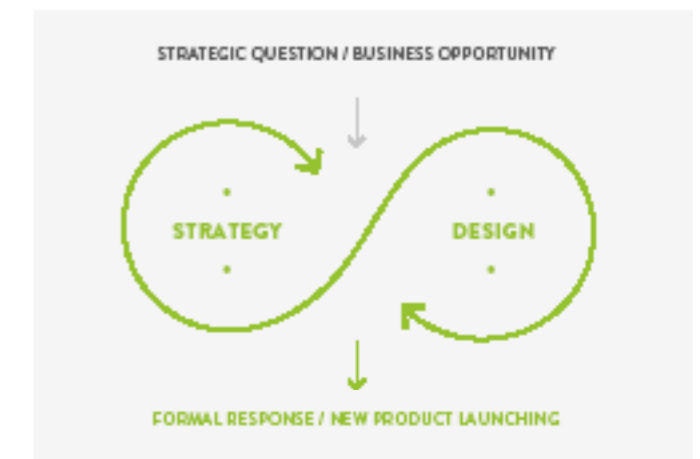 STRATEGIC QUESTION / BUSINESS OPPORTUNITY
STRATEGY
DESIGN
FORMAL RESPONSE / NEW PRODUCT LAUNCHING